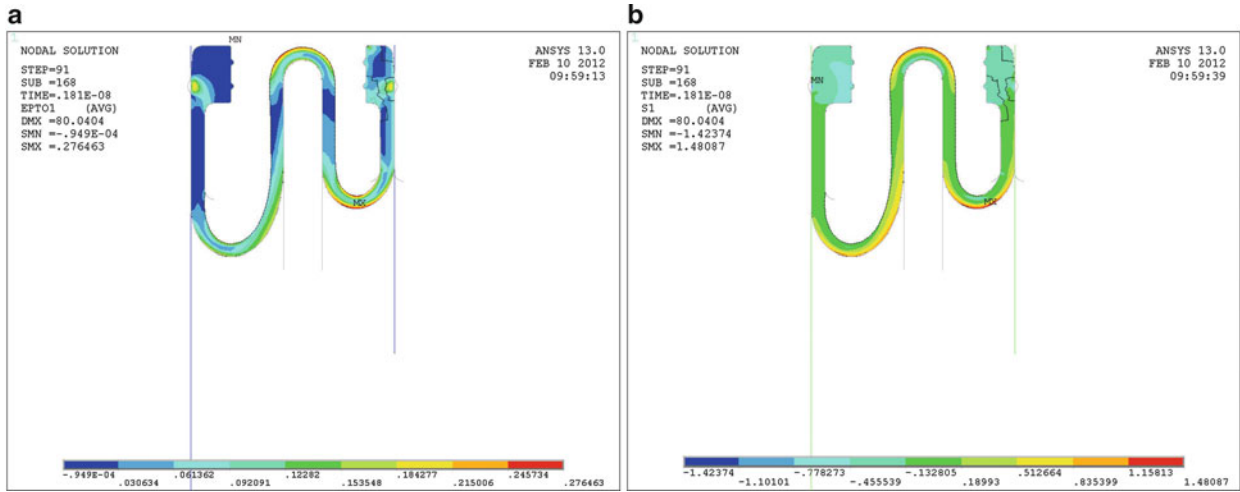 a
1
NODAL SOLUTION
STEP=91
SUB =168
TIME=.181E-08
EPTO1 (AVG)
DMX =80.0404
SMN =-.949E-04
SMX =.276463
ANSYS 13.0
FEB 10 2012
09:59:13
MN
MX
-.949E-04 .061362 .12282 .184277 .245734
.030634 .092091 .153548 .215006 .276463
b
1
NODAL SOLUTION
STEP=91
SUB =168
TIME=.181E-08
S1 (AVG)
DMX =80.0404
SMN =-1.42374
SMX =1.48087
ANSYS 13.0
FEB 10 2012
09:59:39
MN
MX
-1.42374 -.778273 -.132805 .512664 1.15813
-1.10101 -.455539 .18993 .835399 1.48087